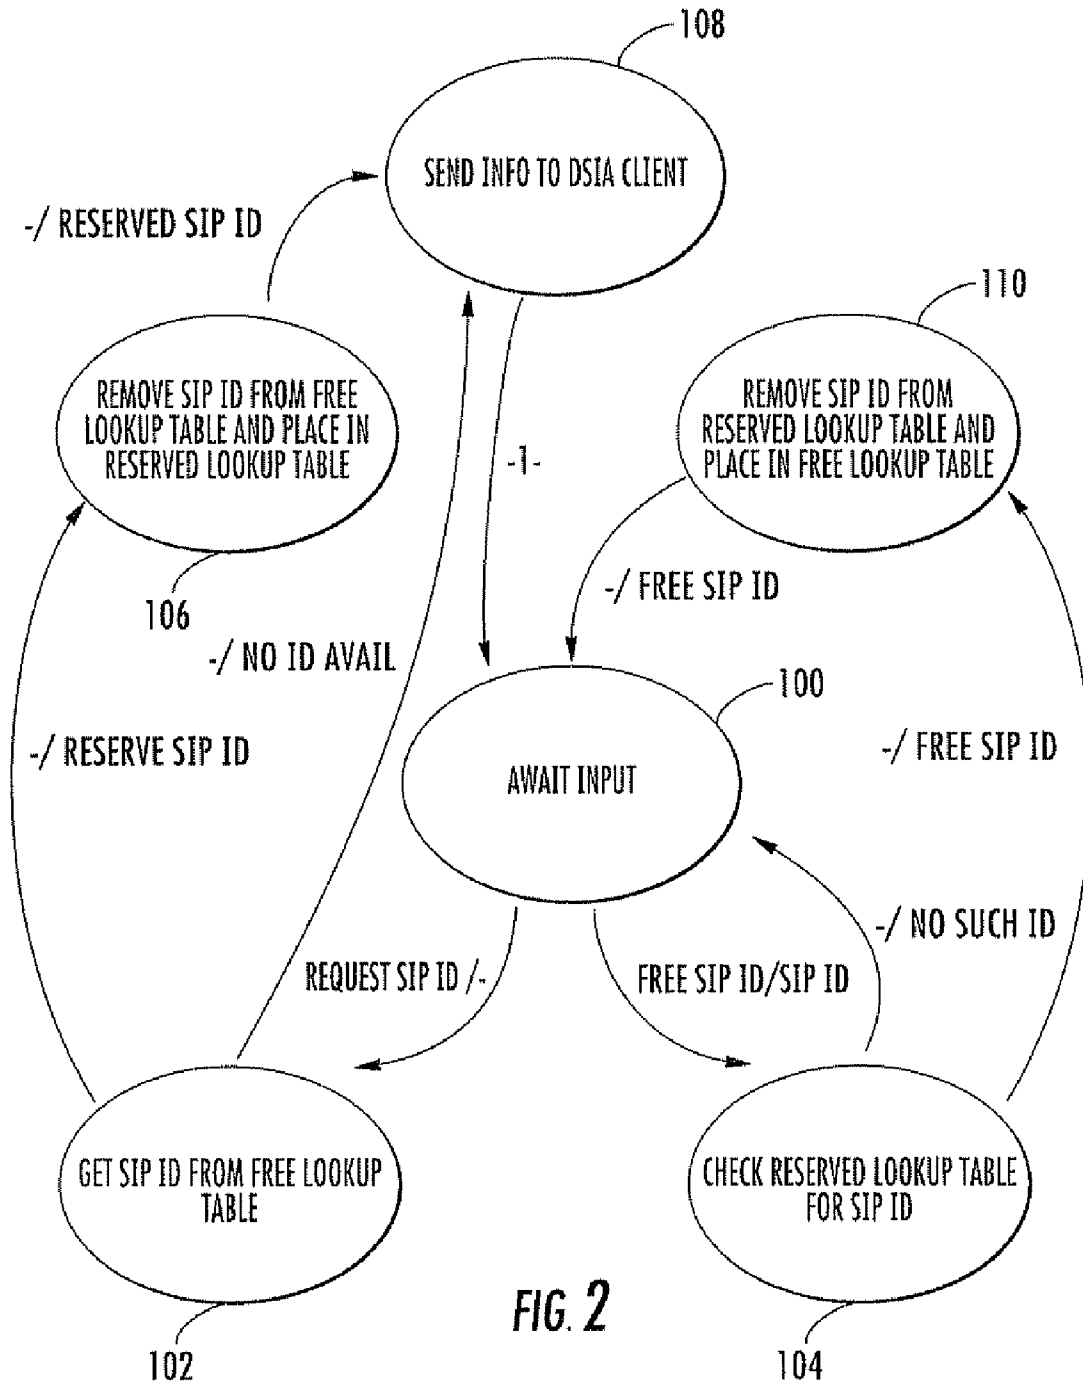 108
SEND INFO TO DSIA CLIENT
-/ RESERVED SIP ID
110
REMOVE SIP ID FROM FREE
LOOKUP TABLE AND PLACE IN
RESERVED LOOKUP TABLE
REMOVE SIP ID FROM
RESERVED LOOKUP TABLE AND
PLACE IN FREE LOOKUP TABLE
-1-
106
-/ FREE SIP ID
-/ NO ID AVAIL
100
-/ RESERVE SIP ID
-/ FREE SIP ID
AWAIT INPUT
-/ NO SUCH ID
REQUEST SIP ID /-
FREE SIP ID/SIP ID
GET SIP ID FROM FREE LOOKUP
TABLE
CHECK RESERVED LOOKUP TABLE
FOR SIP ID
FIG. 2
102
104